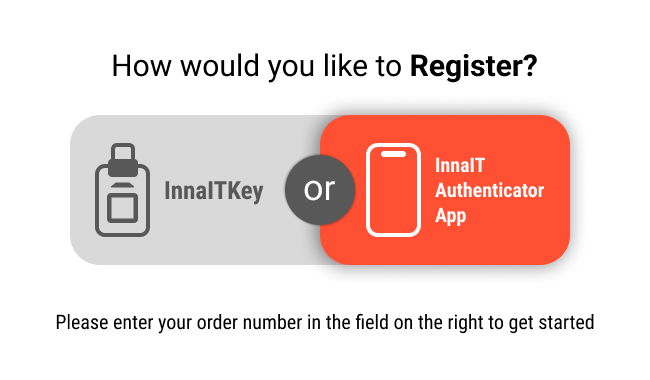 How would you like to Register?
InnaITKey
or
InnaIT
Authenticator
App
Please enter your order number in the field on the right to get started